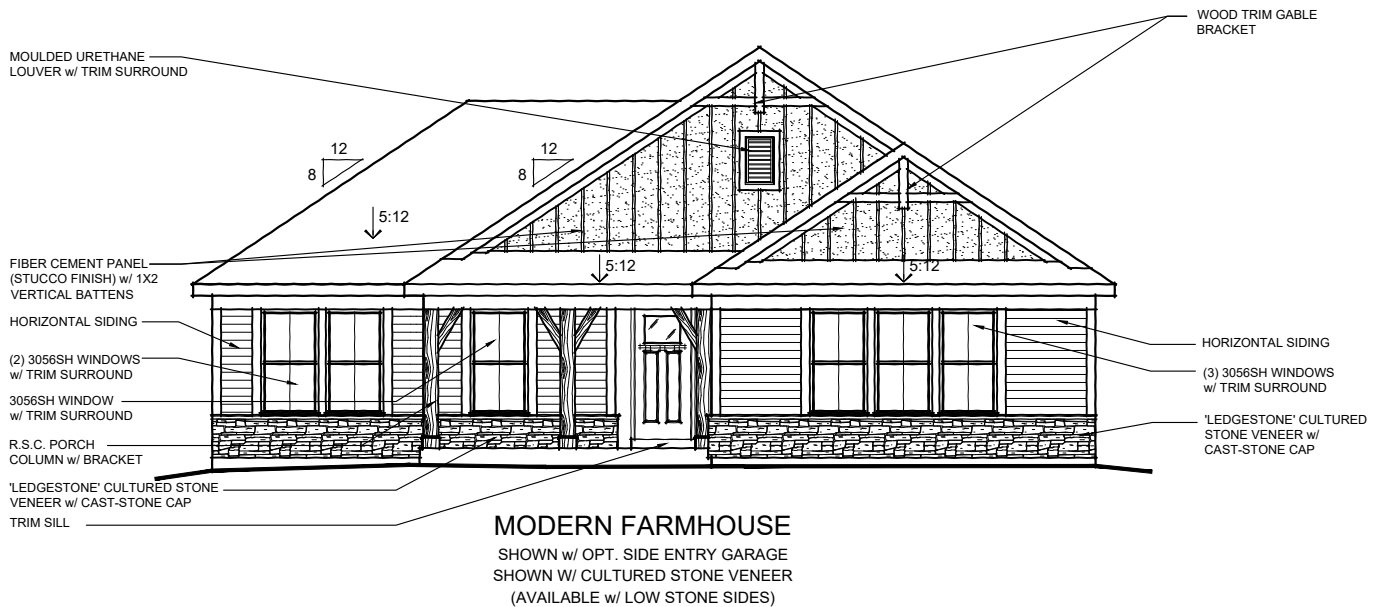 WOOD TRIM GABLE
BRACKET
MOULDED URETHANE
LOUVER w/ TRIM SURROUND
12
8
12
8
5:12
5:12
5:12
FIBER CEMENT PANEL
(STUCCO FINISH) w/ 1X2
VERTICAL BATTENS
HORIZONTAL SIDING
(2) 3056SH WINDOWS
w/ TRIM SURROUND
3056SH WINDOW
w/ TRIM SURROUND
R.S.C. PORCH
COLUMN w/ BRACKET
'LEDGESTONE' CULTURED STONE
VENEER w/ CAST-STONE CAP
TRIM SILL
HORIZONTAL SIDING
(3) 3056SH WINDOWS
w/ TRIM SURROUND
'LEDGESTONE' CULTURED
STONE VENEER w/
CAST-STONE CAP
MODERN FARMHOUSE
SHOWN w/ OPT. SIDE ENTRY GARAGE
SHOWN W/ CULTURED STONE VENEER
(AVAILABLE w/ LOW STONE SIDES)